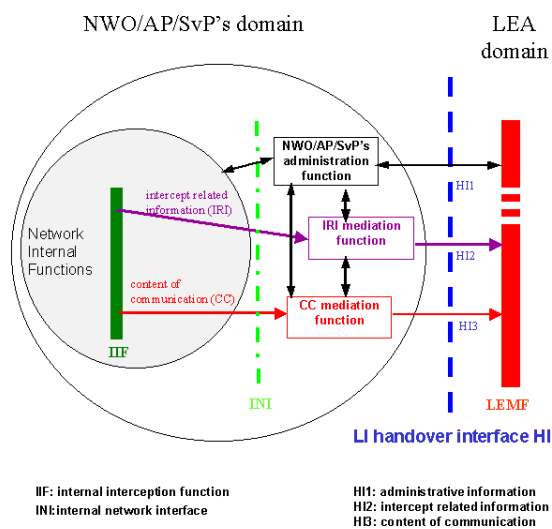 NWO/AP/SvP's domain
LEA
domain
NWO/AP/SvP's
administration
function
HI1
intercept related
information (IRI)
Network
Internal
Functions
IRI mediation
function
HI2
content of
communication (CC)
CC mediation
function
HI3
IIF
INI
LEMF
LI handover interface HI
IIF: internal interception function
INI:internal network interface
HI1: administrative information
HI2: intercept related information
HI3: content of communication